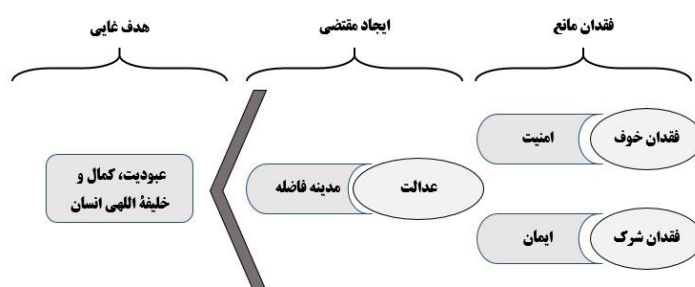 فقدان مانع
ایجاد مقتضی
هدف غایی
فقدان خوف
امنیت
عدالت
مدینه فاضله
عبودیت، کمال و
خلیفهٔ اللهی انسان
فقدان شرک
ایمان